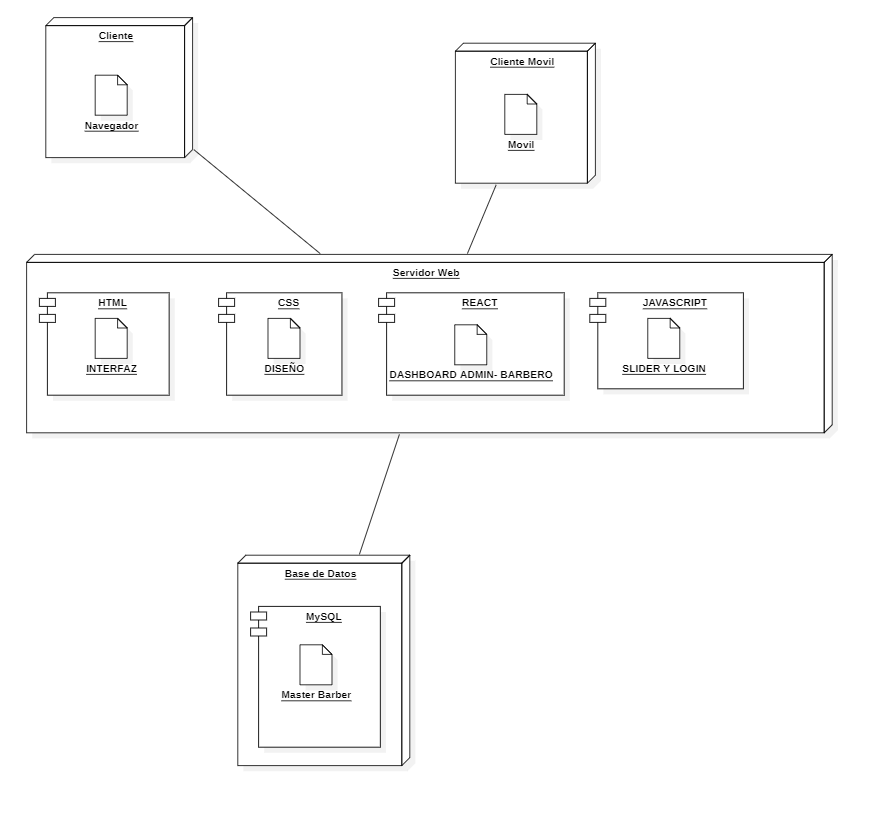 Cliente
Navegador
Cliente Movil
Movil
Servidor Web
HTML
INTERFAZ
CSS
DISEÑO
REACT
DASHBOARD ADMIN- BARBERO
JAVASCRIPT
SLIDER Y LOGIN
Base de Datos
MySQL
Master Barber